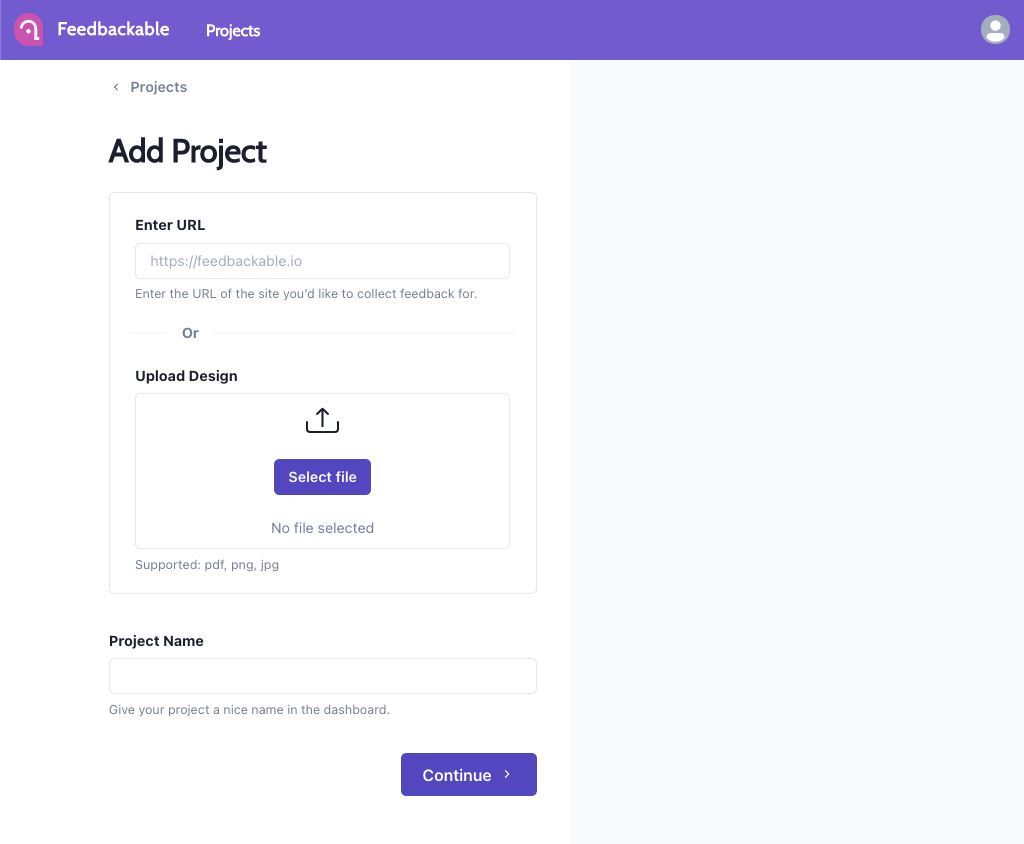 Feedbackable
Projects
Projects
Add Project
Enter URL
https://feedbackable.io
Enter the URL of the site you'd like to collect feedback for.
Or
Upload Design
Select file
No file selected
Supported: pdf, png, jpg
Project Name
Give your project a nice name in the dashboard.
Continue